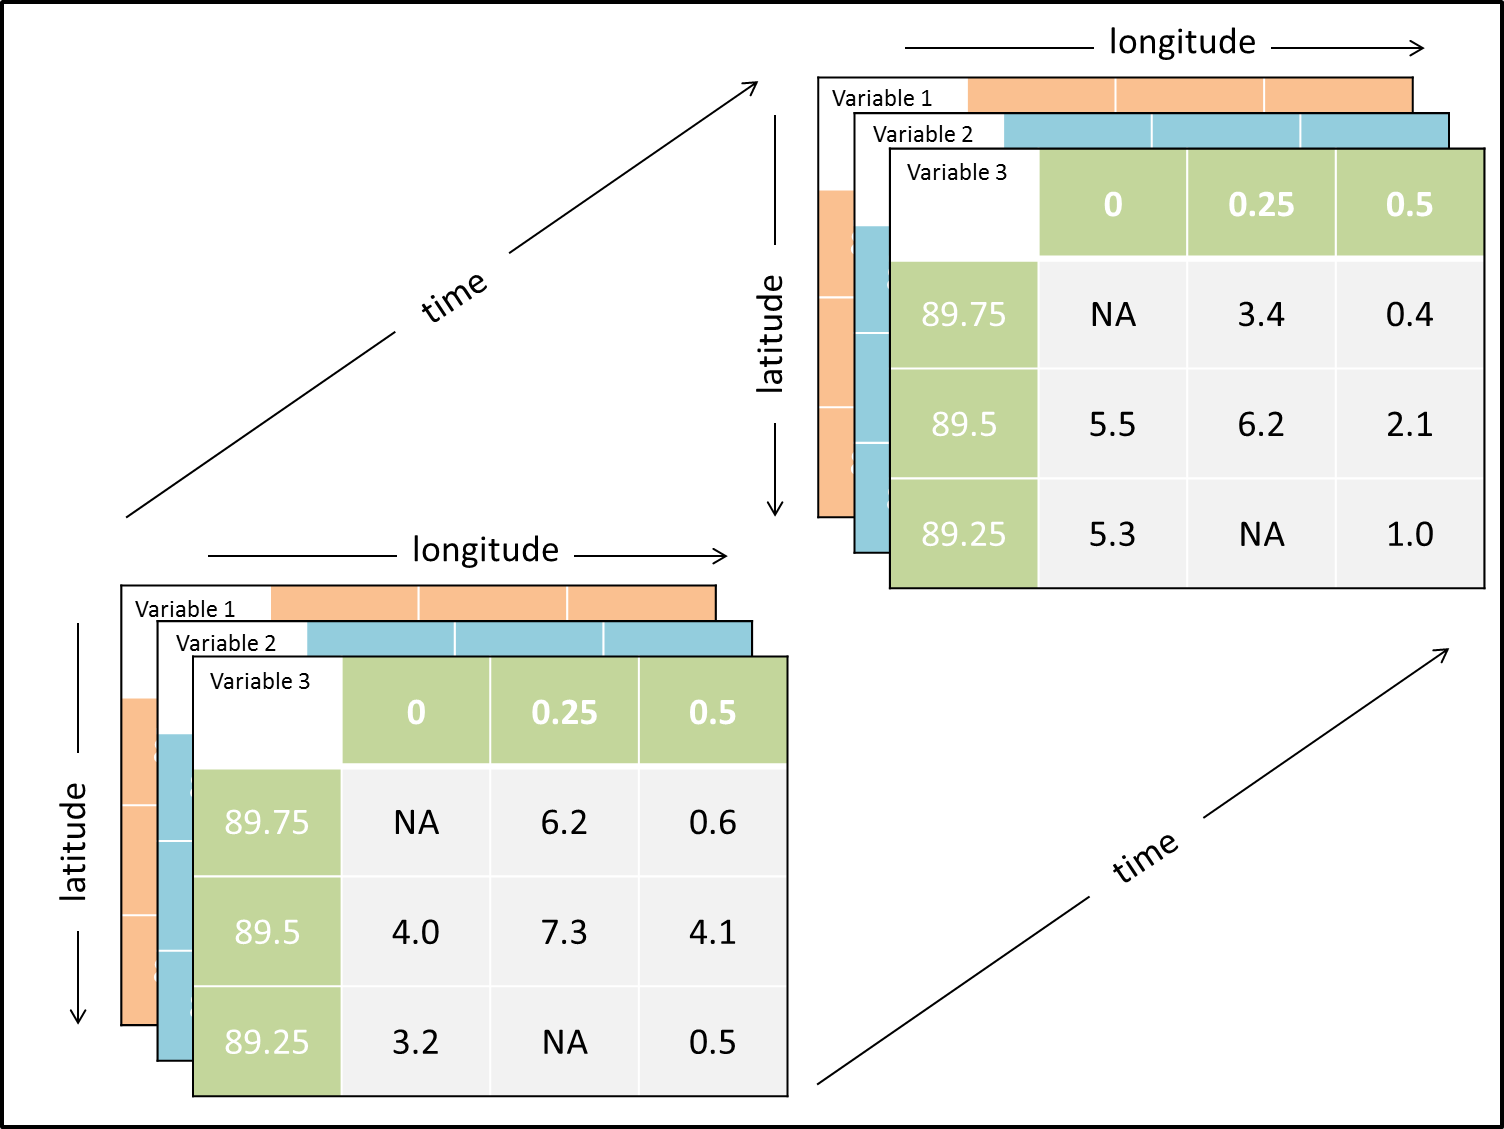 longitude
Variable 1
Variable 2
Variable 3 0 0.25 0.5
89.75 NA 3.4 0.4
89.5 5.5 6.2 2.1
89.25 5.3 NA 1.0
latitude
time
longitude
Variable 1
Variable 2
Variable 3 0 0.25 0.5
89.75 NA 6.2 0.6
89.5 4.0 7.3 4.1
89.25 3.2 NA 0.5
latitude
time